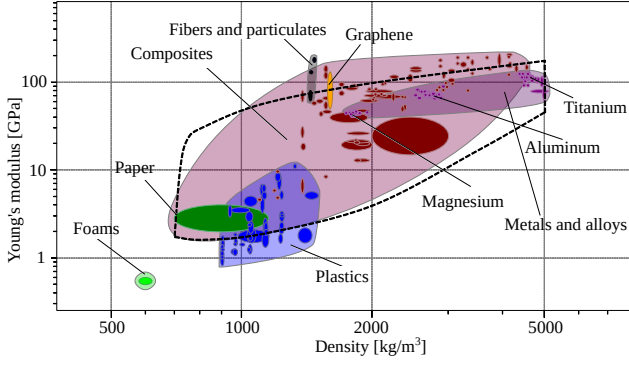 Fibers and particulates
Graphene
Composites
Titanium
Aluminum
Paper
Magnesium
Foams
Metals and alloys
Plastics
Young's modulus [GPa]
100
10
1
500
1000
2000
5000
Density [kg/m³]